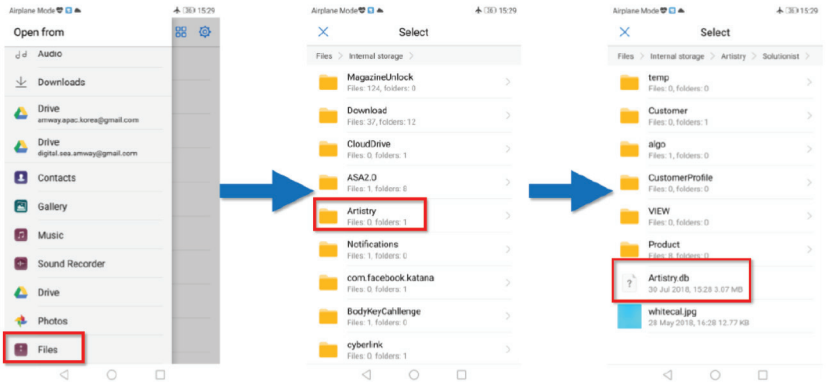 Airplane Mode 15:29
Open from
Audio
Downloads
Drive
amway.apac.korea@gmail.com
Drive
digital.sea.amway@gmail.com
Contacts
Gallery
Music
Sound Recorder
Drive
Photos
Files
Airplane Mode 15:29
Select
Files > Internal storage >
MagazineUnlock
Files: 124, folders: 0
Download
Files: 37, folders: 12
CloudDrive
Files: 0, folders: 1
ASA2.0
Files: 1, folders: 0
Artistry
Files: 0, folders: 1
Notifications
Files: 1, folders: 0
com.facebook.katana
Files: 0, folders: 1
BodyKeyCahllenge
Files: 1, folders: 0
cyberlink
Files: 0, folders: 1
Airplane Mode 15:29
Select
Files > Internal storage > Artistry > Solutionist >
temp
Files: 0, folders: 0
Customer
Files: 0, folders: 1
algo
Files: 1, folders: 0
CustomerProfile
Files: 0, folders: 0
VIEW
Files: 0, folders: 0
Product
Files: 8, folders: 0
Artistry.db
30 Jul 2018, 15:28 3.07 MB
whitecal.jpg
28 May 2018, 16:28 12.77 KB